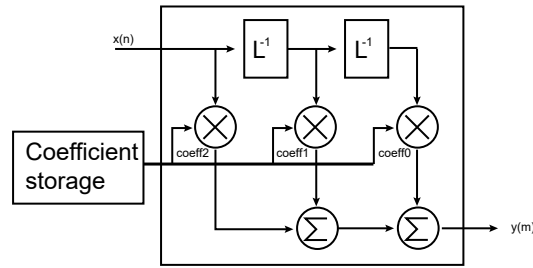 x(n)
L⁻¹
L⁻¹
Coefficient
storage
coeff2
coeff1
coeff0
Σ
Σ
y(m)